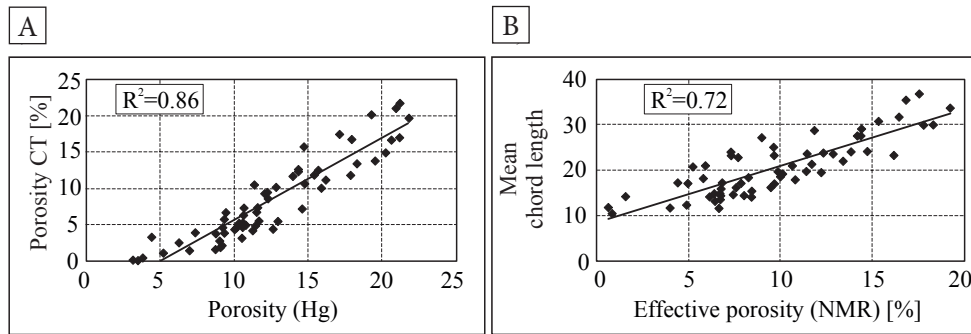 A
B
R²=0.86
Porosity CT [%]
25
20
15
10
5
0
0 5 10 15 20 25
Porosity (Hg)
R²=0.72
Mean
chord length
40
30
20
10
0
0 5 10 15 20
Effective porosity (NMR) [%]